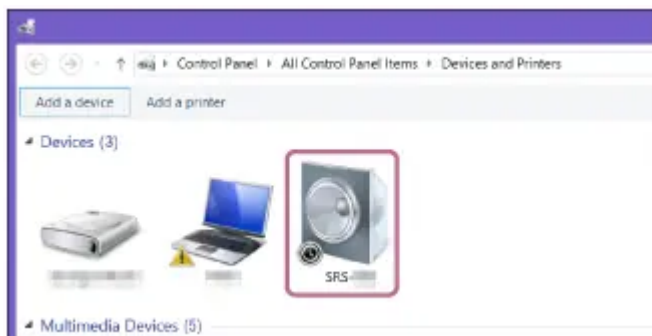 Control Panel ▸ All Control Panel Items ▸ Devices and Printers
Add a device Add a printer
Devices (3)
SRS-
Multimedia Devices (5)